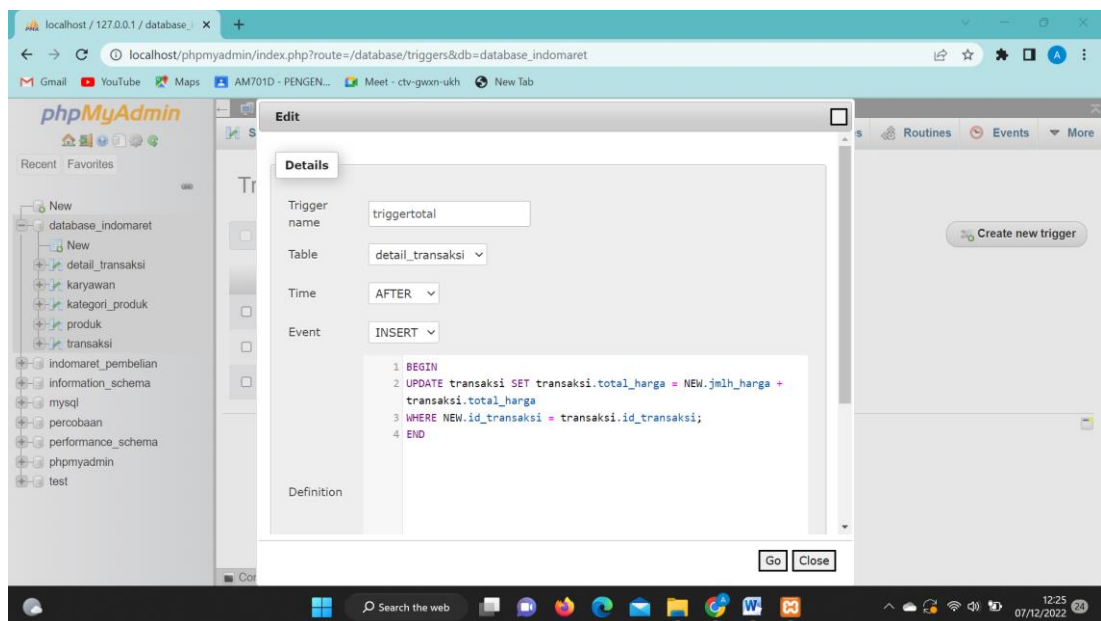 localhost / 127.0.0.1 / database_i
localhost/phpmyadmin/index.php?route=/database/triggers&db=database_indomaret
A
Gmail YouTube Maps AM701D - PENGEN... Meet - ctv-gwxn-ukh New Tab
phpMyAdmin
Recent Favorites
New
database_indomaret
New
detail_transaksi
karyawan
kategori_produk
produk
transaksi
indomaret_pembelian
information_schema
mysql
percobaan
performance_schema
phpmyadmin
test
S
Tr
Routines Events More
Create new trigger
Edit
Details
Trigger name
triggertotal
Table
detail_transaksi
Time
AFTER
Event
INSERT
Definition
1 BEGIN
2 UPDATE transaksi SET transaksi.total_harga = NEW.jmlh_harga +
transaksi.total_harga
3 WHERE NEW.id_transaksi = transaksi.id_transaksi;
4 END
Go Close
Con
Search the web
12:25
07/12/2022
24